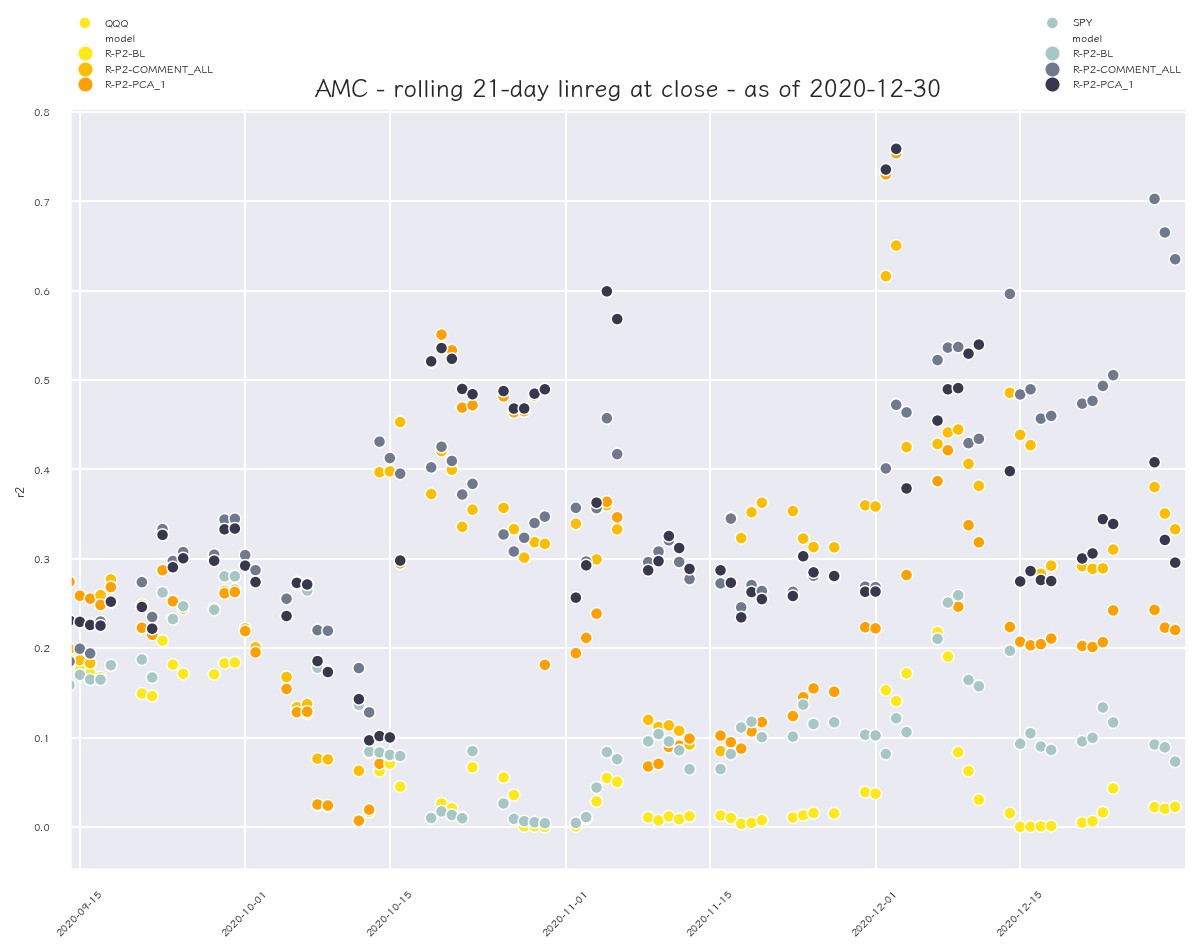 QQQ
model
R-P2-BL
R-P2-COMMENT_ALL
R-P2-PCA_1
SPY
model
R-P2-BL
R-P2-COMMENT_ALL
R-P2-PCA_1
AMC - rolling 21-day linreg at close - as of 2020-12-30
0.8
0.7
0.6
0.5
0.4
0.3
0.2
0.1
0.0
r2
2020-09-15
2020-10-01
2020-10-15
2020-11-01
2020-11-15
2020-12-01
2020-12-15